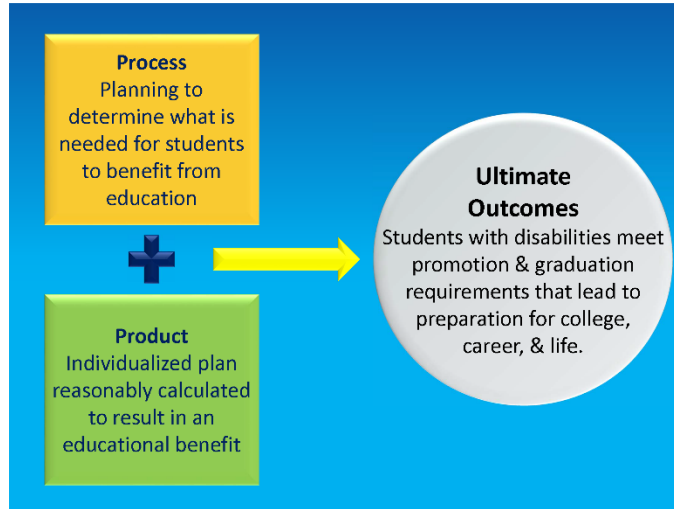 Process
Planning to
determine what is
needed for students
to benefit from
education
Product
Individualized plan
reasonably calculated
to result in an
educational benefit
Ultimate
Outcomes
Students with disabilities meet
promotion & graduation
requirements that lead to
preparation for college,
career, & life.